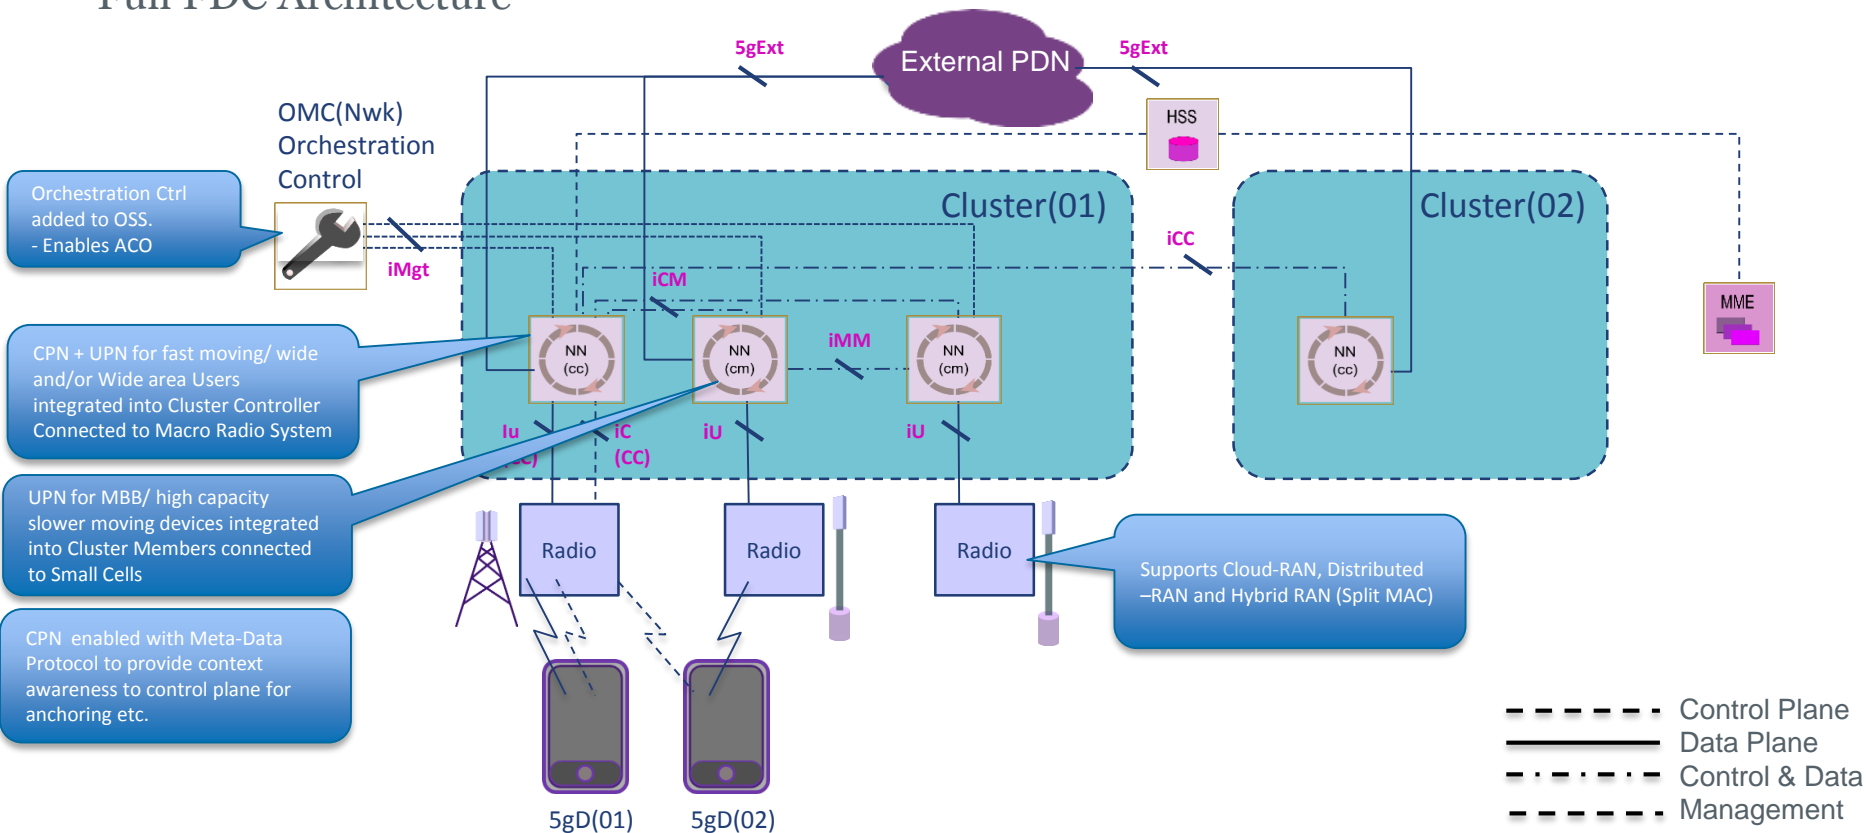 Full FDC Architecture
5gExt
External PDN
5gExt
OMC(Nwk)
Orchestration
Control
HSS
Orchestration Ctrl
added to OSS.
- Enables ACO
Cluster(01)
Cluster(02)
iMgt
iCM
iCC
MME
CPN + UPN for fast moving/ wide
and/or Wide area Users
integrated into Cluster Controller
Connected to Macro Radio System
NN
(cc)
NN
(cm)
iMM
NN
(cm)
NN
(cc)
Iu
(CC)
iC
(CC)
iU
iU
UPN for MBB/ high capacity
slower moving devices integrated
into Cluster Members connected
to Small Cells
Radio
Radio
Radio
Supports Cloud-RAN, Distributed
–RAN and Hybrid RAN (Split MAC)
CPN enabled with Meta-Data
Protocol to provide context
awareness to control plane for
anchoring etc.
5gD(01)
5gD(02)
Control Plane
Data Plane
Control & Data
Management